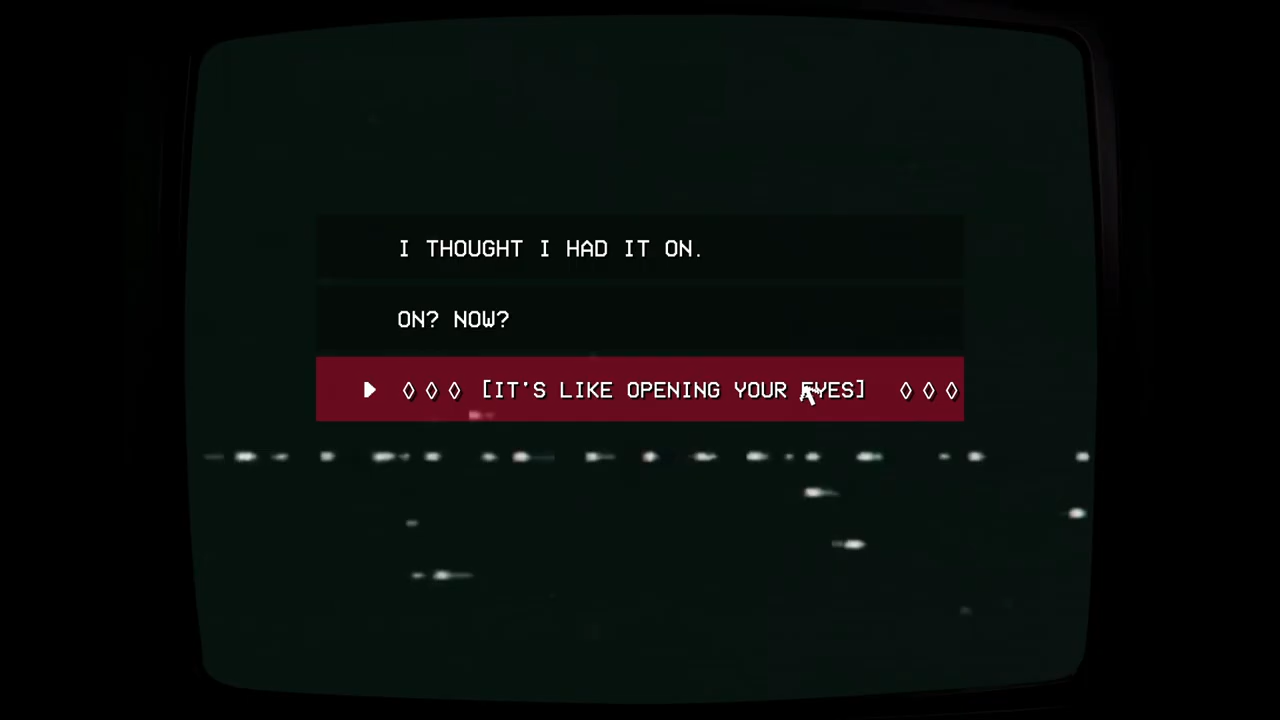 I THOUGHT I HAD IT ON.
ON? NOW?
◊ ◊ ◊ [IT'S LIKE OPENING YOUR EYES] ◊ ◊ ◊